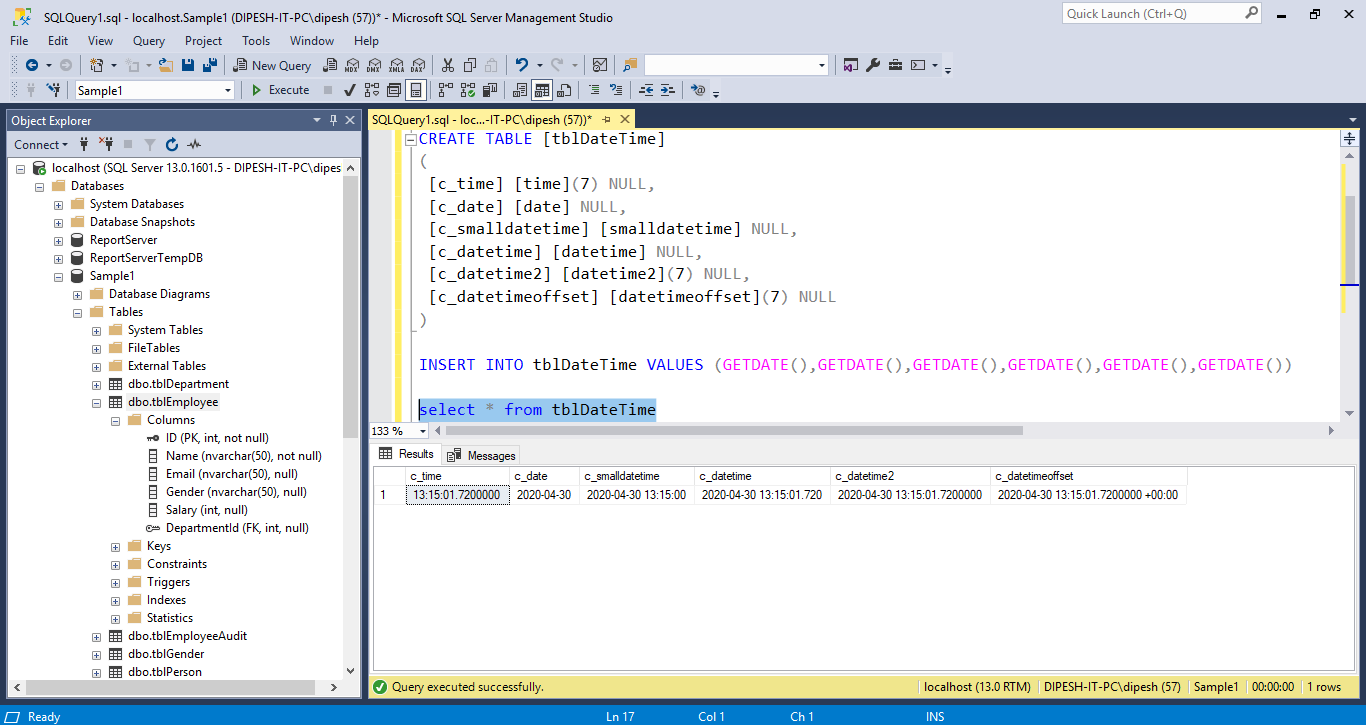 SQLQuery1.sql - localhost.Sample1 (DIPESH-IT-PC\dipesh (57))* - Microsoft SQL Server Management Studio
Quick Launch (Ctrl+Q)
File Edit View Query Project Tools Window Help
New Query MDX DMX XMLA DAX
Sample1 Execute
Object Explorer
Connect
localhost (SQL Server 13.0.1601.5 - DIPESH-IT-PC\dipes
Databases
System Databases
Database Snapshots
ReportServer
ReportServerTempDB
Sample1
Database Diagrams
Tables
System Tables
FileTables
External Tables
dbo.tblDepartment
dbo.tblEmployee
Columns
ID (PK, int, not null)
Name (nvarchar(50), not null)
Email (nvarchar(50), null)
Gender (nvarchar(50), null)
Salary (int, null)
DepartmentId (FK, int, null)
Keys
Constraints
Triggers
Indexes
Statistics
dbo.tblEmployeeAudit
dbo.tblGender
dbo.tblPerson
SQLQuery1.sql - loc...-IT-PC\dipesh (57))*
CREATE TABLE [tblDateTime]
(
[c_time] [time](7) NULL,
[c_date] [date] NULL,
[c_smalldatetime] [smalldatetime] NULL,
[c_datetime] [datetime] NULL,
[c_datetime2] [datetime2](7) NULL,
[c_datetimeoffset] [datetimeoffset](7) NULL
)
INSERT INTO tblDateTime VALUES (GETDATE(),GETDATE(),GETDATE(),GETDATE(),GETDATE(),GETDATE())
select * from tblDateTime
133 %
Results Messages
c_time c_date c_smalldatetime c_datetime c_datetime2 c_datetimeoffset
1 13:15:01.7200000 2020-04-30 2020-04-30 13:15:00 2020-04-30 13:15:01.720 2020-04-30 13:15:01.7200000 2020-04-30 13:15:01.7200000 +00:00
Query executed successfully. localhost (13.0 RTM) DIPESH-IT-PC\dipesh (57) Sample1 00:00:00 1 rows
Ready Ln 17 Col 1 Ch 1 INS